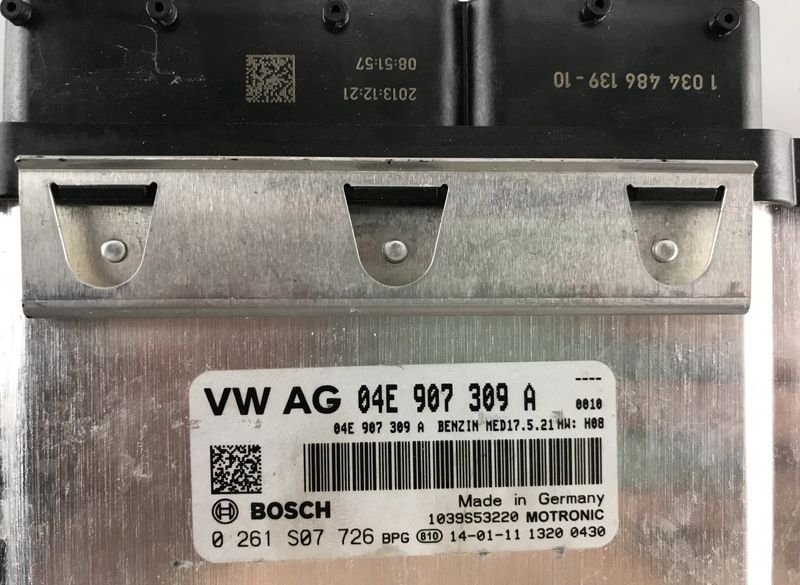 08:51:57
2013:12:21
1 034 486 139-10
VW AG 04E 907 309 A ----
0010
04E 907 309 A BENZIN MED17.5.21 HW: H08
Made in Germany
BOSCH 1039S53220 MOTRONIC
0 261 S07 726 BPG 810 14-01-11 1320 0430